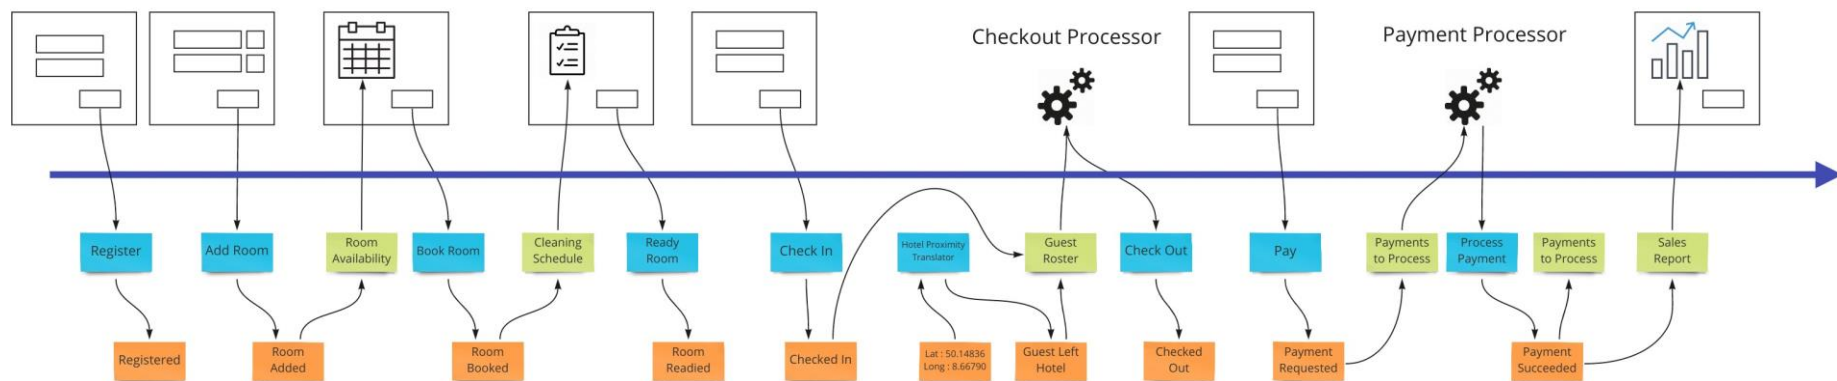 Checkout Processor
Payment Processor
Register
Add Room
Room
Availability
Book Room
Cleaning
Schedule
Ready
Room
Check In
Hotel Proximity
Translator
Guest
Roster
Check Out
Pay
Payments
to Process
Process
Payment
Payments
to Process
Sales
Report
Registered
Room
Added
Room
Booked
Room
Readied
Checked In
Lat : 50.14836
Long : 8.66790
Guest Left
Hotel
Checked
Out
Payment
Requested
Payment
Succeeded